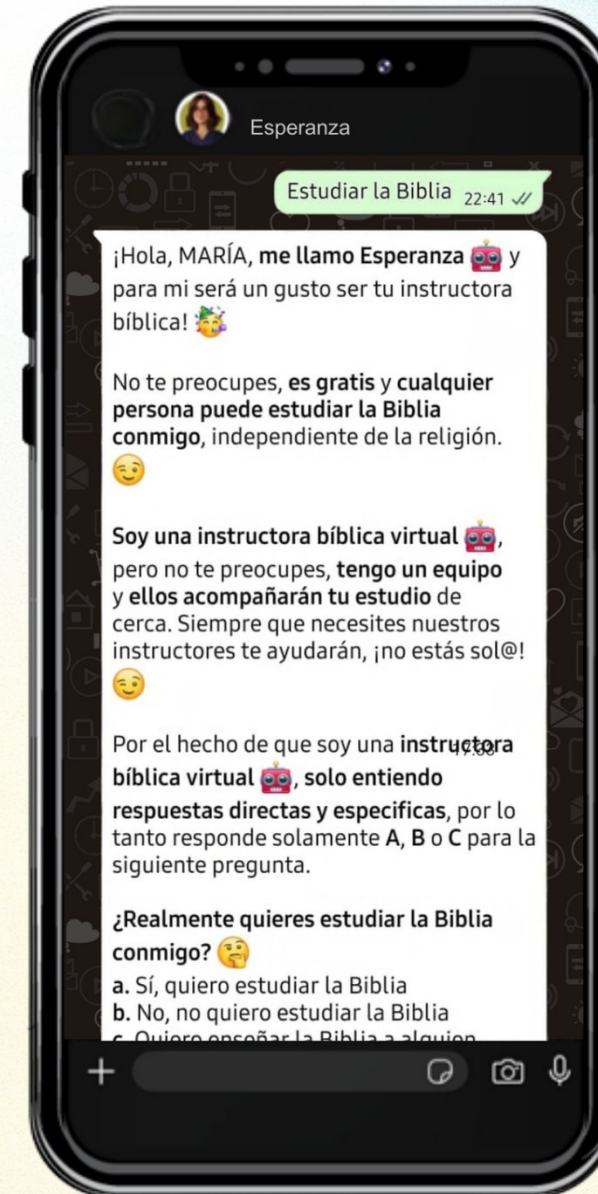 Esperanza
Estudiar la Biblia 22:41
¡Hola, MARÍA, me llamo Esperanza 🤖 y
para mi será un gusto ser tu instructora
bíblica! 🥳
No te preocupes, es gratis y cualquier
persona puede estudiar la Biblia
conmigo, independiente de la religión.
😉
Soy una instructora bíblica virtual 🤖,
pero no te preocupes, tengo un equipo
y ellos acompañarán tu estudio de
cerca. Siempre que necesites nuestros
instructores te ayudarán, ¡no estás sol@!
😉
Por el hecho de que soy una instructora
bíblica virtual 🤖, solo entiendo
respuestas directas y especificas, por lo
tanto responde solamente A, B o C para la
siguiente pregunta.
¿Realmente quieres estudiar la Biblia
conmigo? 🤔
a. Sí, quiero estudiar la Biblia
b. No, no quiero estudiar la Biblia
c. Quiero enseñar la Biblia a alguien